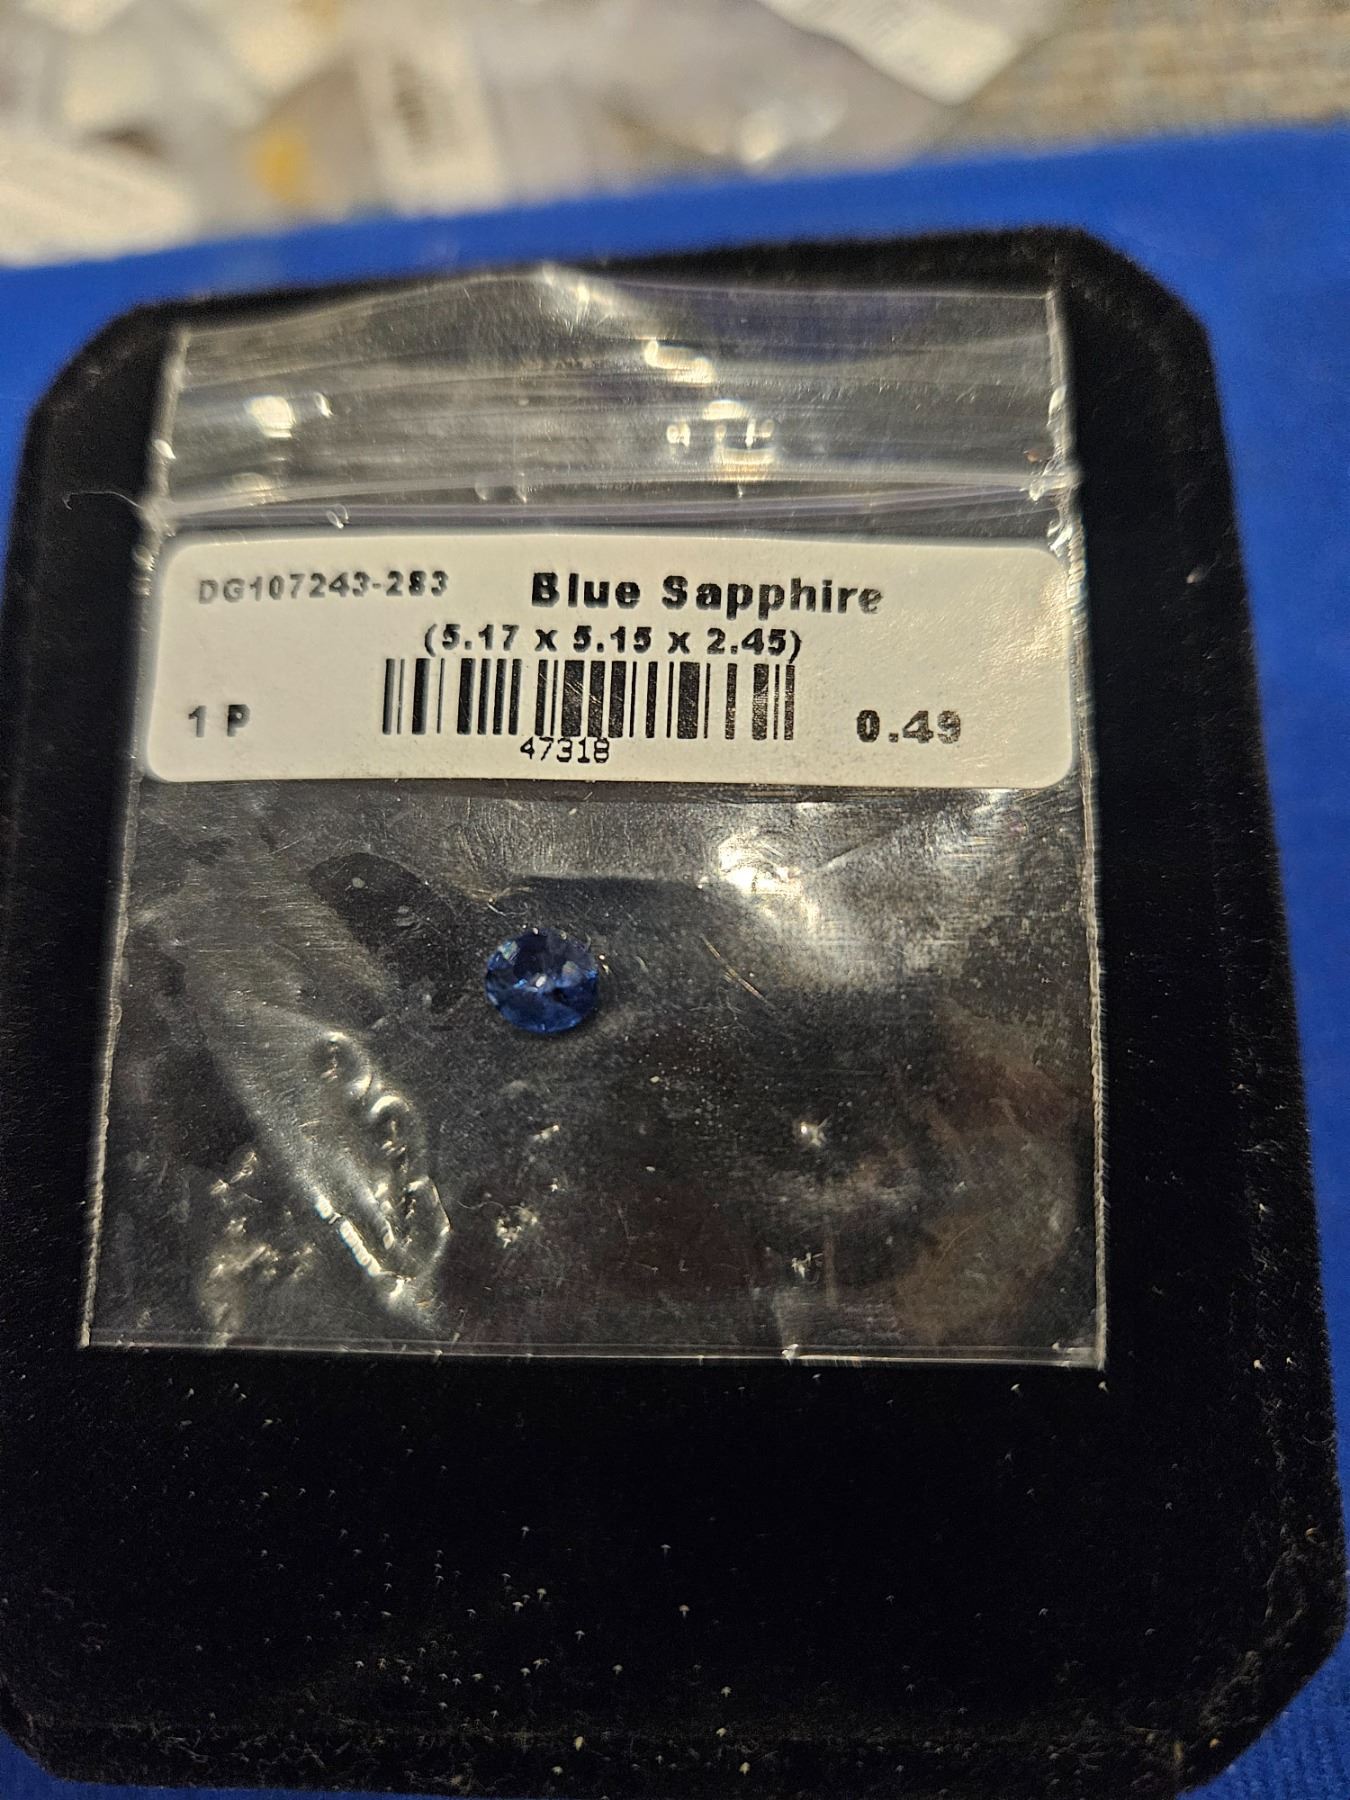 DG107243-283 Blue Sapphire
(5.17 x 5.15 x 2.45)
1 P 0.49
47318